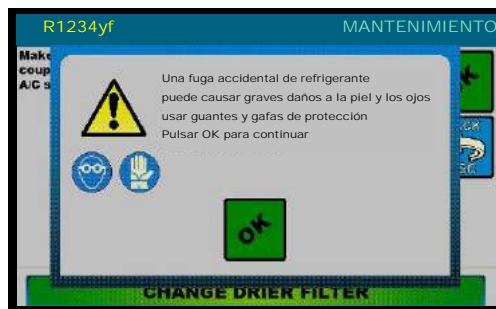 R1234yf MANTENIMIENTO
Make
coup
A/C s
Una fuga accidental de refrigerante
puede causar graves daños a la piel y los ojos
usar guantes y gafas de protección
Pulsar OK para continuar
OK
CHANGE DRIER FILTER